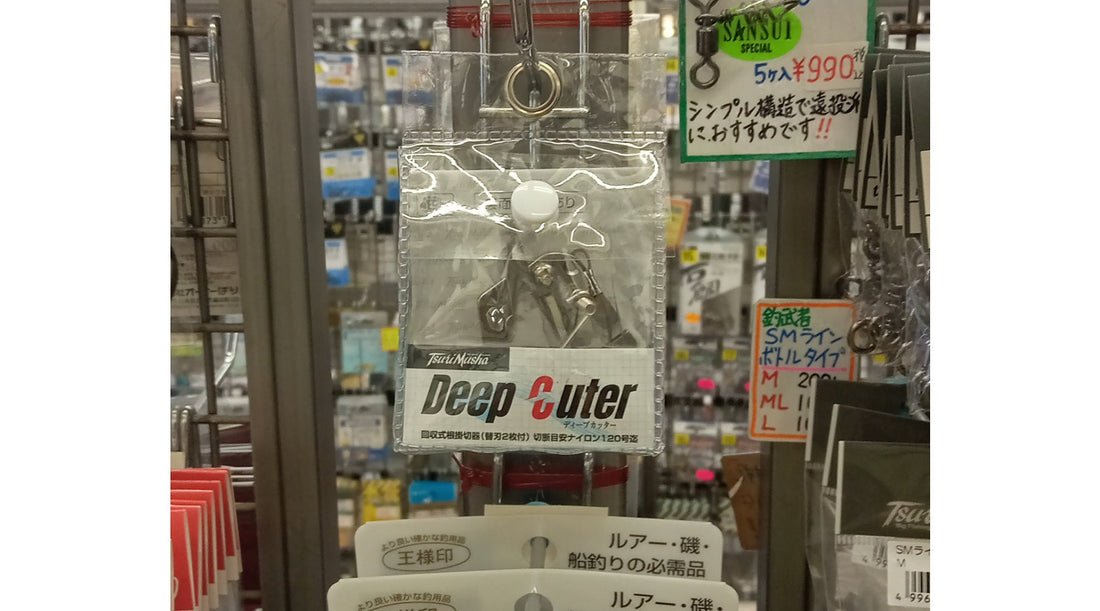 SANSUI
SPECIAL
5ヶ入 ¥990
シンプル構造で遠投派
に、おすすめです!!
TsuriMusha
Deep Cuter
ディープカッター
回収式根掛切器(替刃2枚付) 切断目安ナイロン120号迄
釣武者
SMライン
ボトルタイプ
M
ML
L
より良い確かな釣用品
王様印
ルアー・磯・
船釣りの必需品
より良い確かな釣用品
ルアー・磯・
SMライ
M